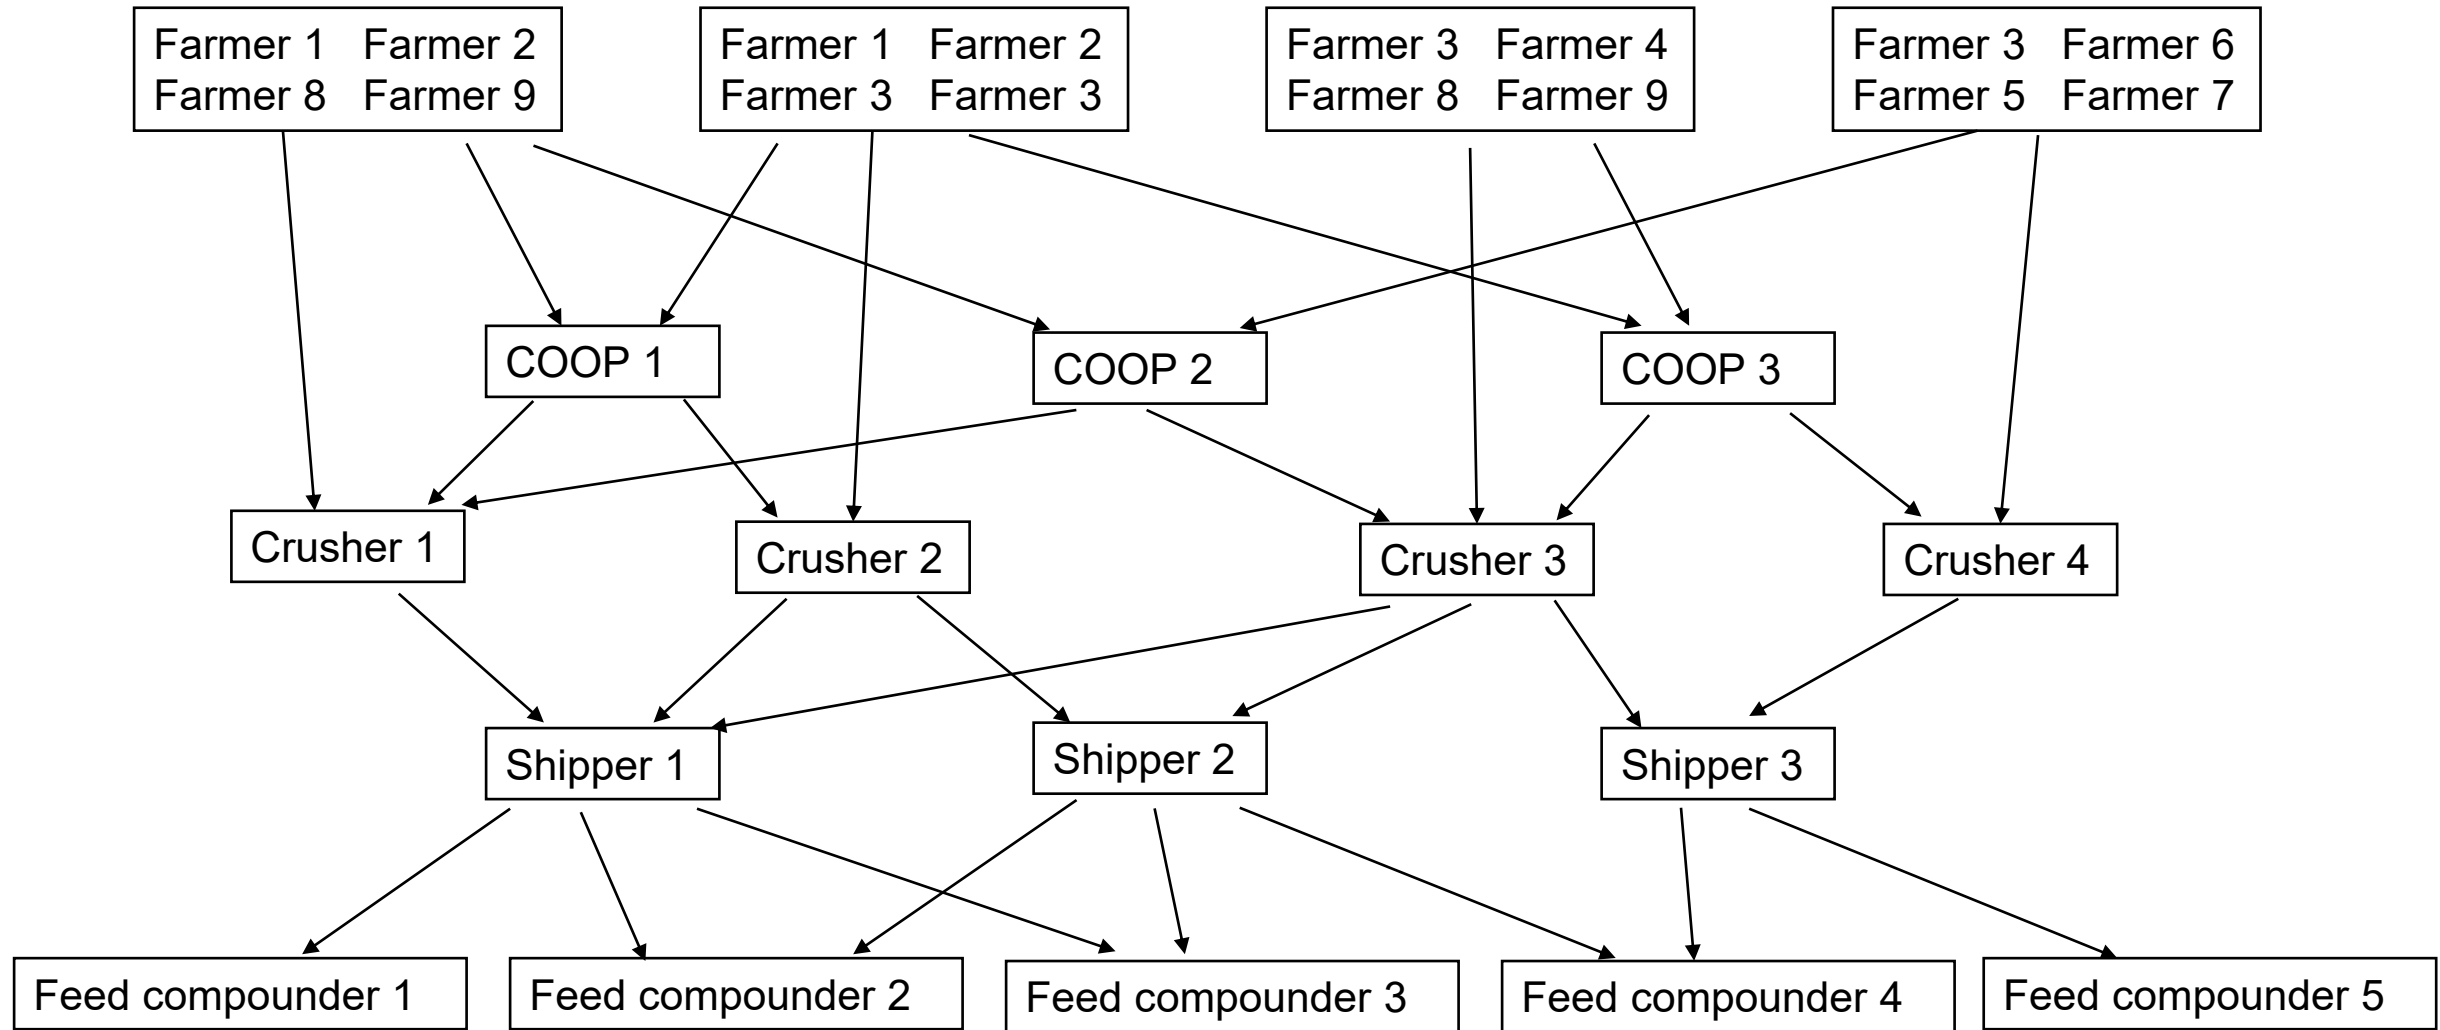 Farmer 1 Farmer 2
Farmer 8 Farmer 9
Farmer 1 Farmer 2
Farmer 3 Farmer 3
Farmer 3 Farmer 4
Farmer 8 Farmer 9
Farmer 3 Farmer 6
Farmer 5 Farmer 7
COOP 1
COOP 2
COOP 3
Crusher 1
Crusher 2
Crusher 3
Crusher 4
Shipper 1
Shipper 2
Shipper 3
Feed compounder 1
Feed compounder 2
Feed compounder 3
Feed compounder 4
Feed compounder 5